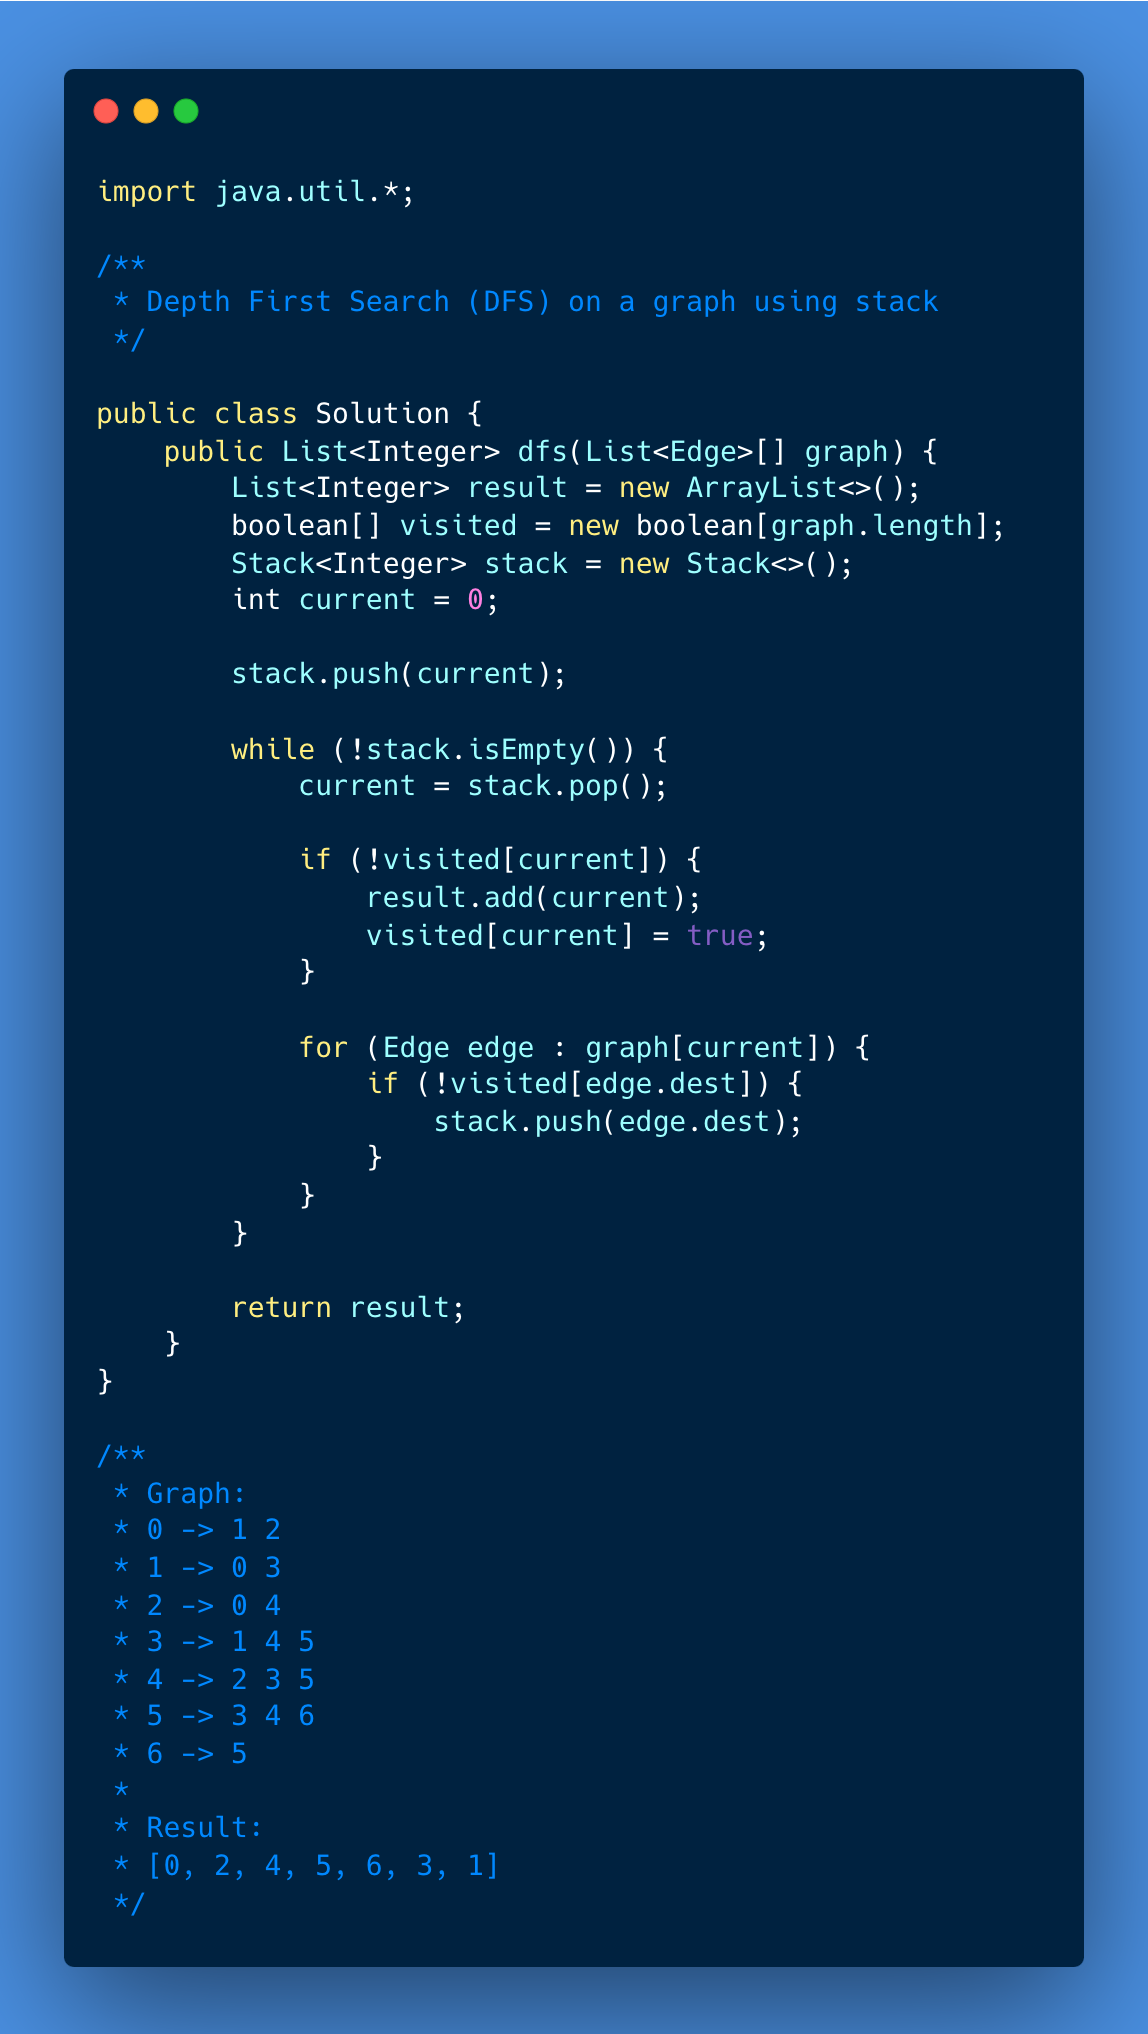 import java.util.*;

/**
 * Depth First Search (DFS) on a graph using stack
 */

public class Solution {
    public List<Integer> dfs(List<Edge>[] graph) {
        List<Integer> result = new ArrayList<>();
        boolean[] visited = new boolean[graph.length];
        Stack<Integer> stack = new Stack<>();
        int current = 0;

        stack.push(current);

        while (!stack.isEmpty()) {
            current = stack.pop();

            if (!visited[current]) {
                result.add(current);
                visited[current] = true;
            }

            for (Edge edge : graph[current]) {
                if (!visited[edge.dest]) {
                    stack.push(edge.dest);
                }
            }
        }

        return result;
    }
}

/**
 * Graph:
 * 0 -> 1 2
 * 1 -> 0 3
 * 2 -> 0 4
 * 3 -> 1 4 5
 * 4 -> 2 3 5
 * 5 -> 3 4 6
 * 6 -> 5
 *
 * Result:
 * [0, 2, 4, 5, 6, 3, 1]
 */